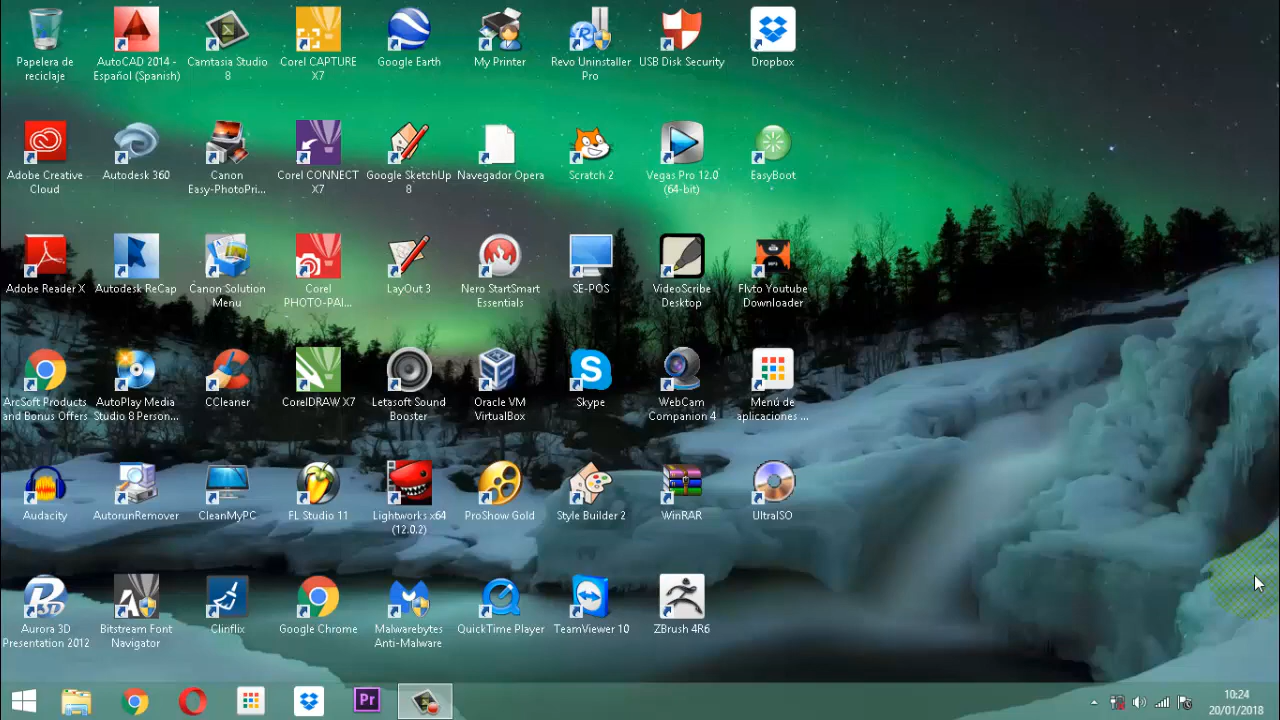 Papelera de
reciclaje
AutoCAD 2014 -
Español (Spanish)
Camtasia Studio
8
Corel CAPTURE
X7
Google Earth
My Printer
Revo Uninstaller
Pro
USB Disk Security
Dropbox
Adobe Creative
Cloud
Autodesk 360
Canon
Easy-PhotoPri...
Corel CONNECT
X7
Google SketchUp
8
Navegador Opera
Scratch 2
Vegas Pro 12.0
(64-bit)
EasyBoot
Adobe Reader X
Autodesk ReCap
Canon Solution
Menu
Corel
PHOTO-PAI...
LayOut 3
Nero StartSmart
Essentials
SE-POS
VideoScribe
Desktop
Flvto Youtube
Downloader
ArcSoft Products
and Bonus Offers
AutoPlay Media
Studio 8 Person...
CCleaner
CorelDRAW X7
Letasoft Sound
Booster
Oracle VM
VirtualBox
Skype
WebCam
Companion 4
Menú de
aplicaciones ...
Audacity
AutorunRemover
CleanMyPC
FL Studio 11
Lightworks x64
(12.0.2)
ProShow Gold
Style Builder 2
WinRAR
UltraISO
Aurora 3D
Presentation 2012
Bitstream Font
Navigator
Clinflix
Google Chrome
Malwarebytes
Anti-Malware
QuickTime Player
TeamViewer 10
ZBrush 4R6
Pr
10:24
20/01/2018